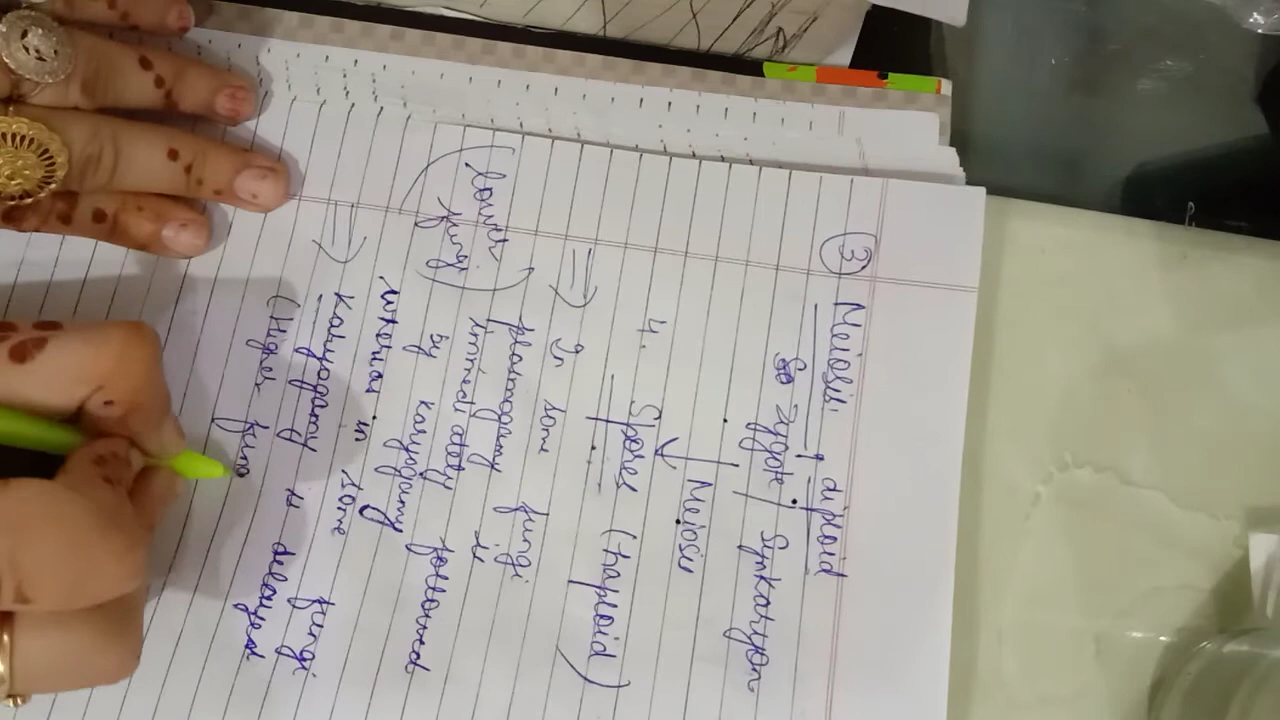 ③ Meiosis: diploid
Zygote / Synkaryon
Meiosis
4. Spores (haploid)
⇒ In some fungi
plasmogamy is
immediately followed
by karyogamy
(lower
fungi)
whereas in some fungi
⇒ Karyogamy is delayed
(Higher fung